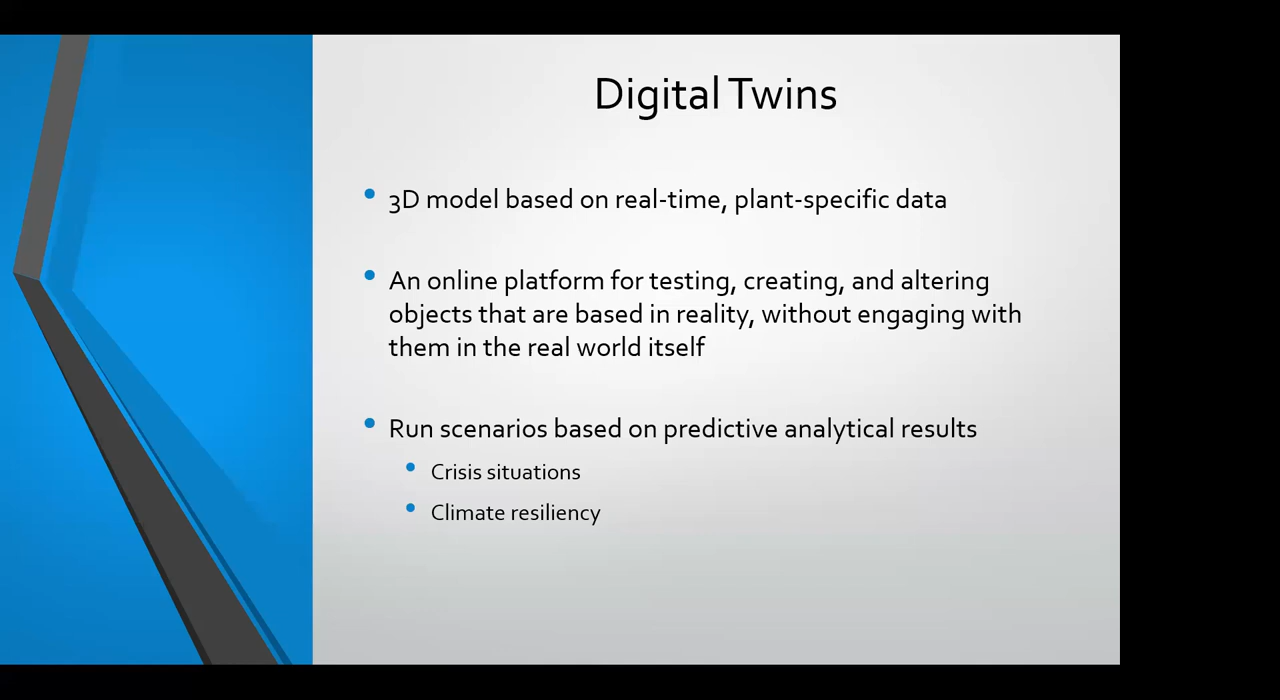 Digital Twins
3D model based on real-time, plant-specific data
An online platform for testing, creating, and altering
objects that are based in reality, without engaging with
them in the real world itself
Run scenarios based on predictive analytical results
Crisis situations
Climate resiliency